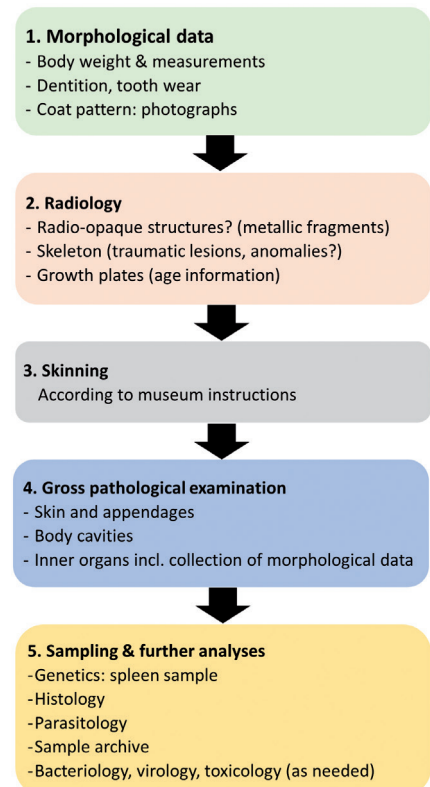 1. Morphological data
- Body weight & measurements
- Dentition, tooth wear
- Coat pattern: photographs
2. Radiology
- Radio-opaque structures? (metallic fragments)
- Skeleton (traumatic lesions, anomalies?)
- Growth plates (age information)
3. Skinning
According to museum instructions
4. Gross pathological examination
- Skin and appendages
- Body cavities
- Inner organs incl. collection of morphological data
5. Sampling & further analyses
-Genetics: spleen sample
-Histology
-Parasitology
-Sample archive
-Bacteriology, virology, toxicology (as needed)